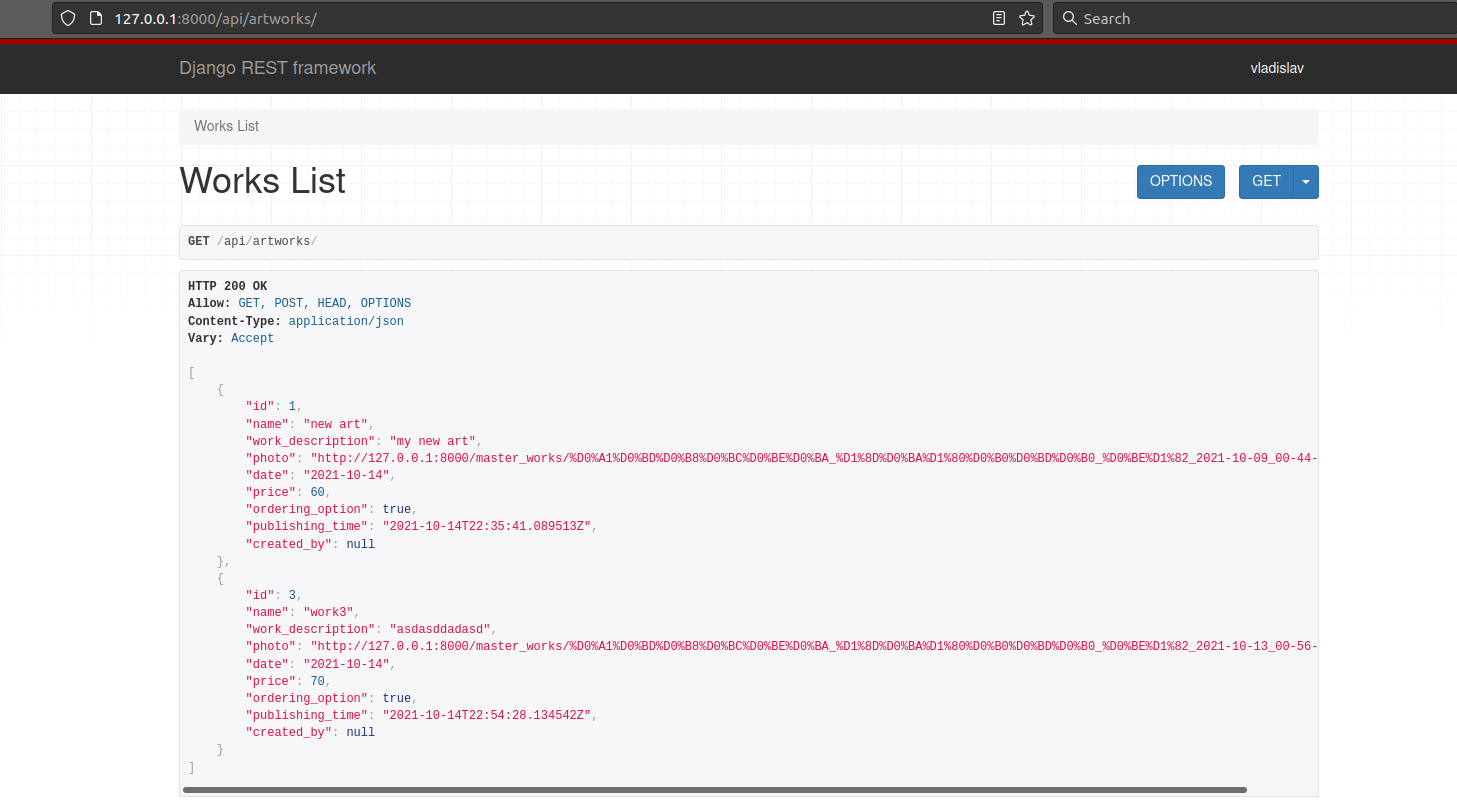 127.0.0.1:8000/api/artworks/
Search
Django REST framework
vladislav
Works List
Works List
OPTIONS
GET
GET /api/artworks/
HTTP 200 OK
Allow: GET, POST, HEAD, OPTIONS
Content-Type: application/json
Vary: Accept
[
    {
        "id": 1,
        "name": "new art",
        "work_description": "my new art",
        "photo": "http://127.0.0.1:8000/master_works/%D0%A1%D0%BD%D0%B8%D0%BC%D0%BE%D0%BA_%D1%8D%D0%BA%D1%80%D0%B0%D0%BD%D0%B0_%D0%BE%D1%82_2021-10-09_00-44-
        "date": "2021-10-14",
        "price": 60,
        "ordering_option": true,
        "publishing_time": "2021-10-14T22:35:41.089513Z",
        "created_by": null
    },
    {
        "id": 3,
        "name": "work3",
        "work_description": "asdasddadasd",
        "photo": "http://127.0.0.1:8000/master_works/%D0%A1%D0%BD%D0%B8%D0%BC%D0%BE%D0%BA_%D1%8D%D0%BA%D1%80%D0%B0%D0%BD%D0%B0_%D0%BE%D1%82_2021-10-13_00-56-
        "date": "2021-10-14",
        "price": 70,
        "ordering_option": true,
        "publishing_time": "2021-10-14T22:54:28.134542Z",
        "created_by": null
    }
]